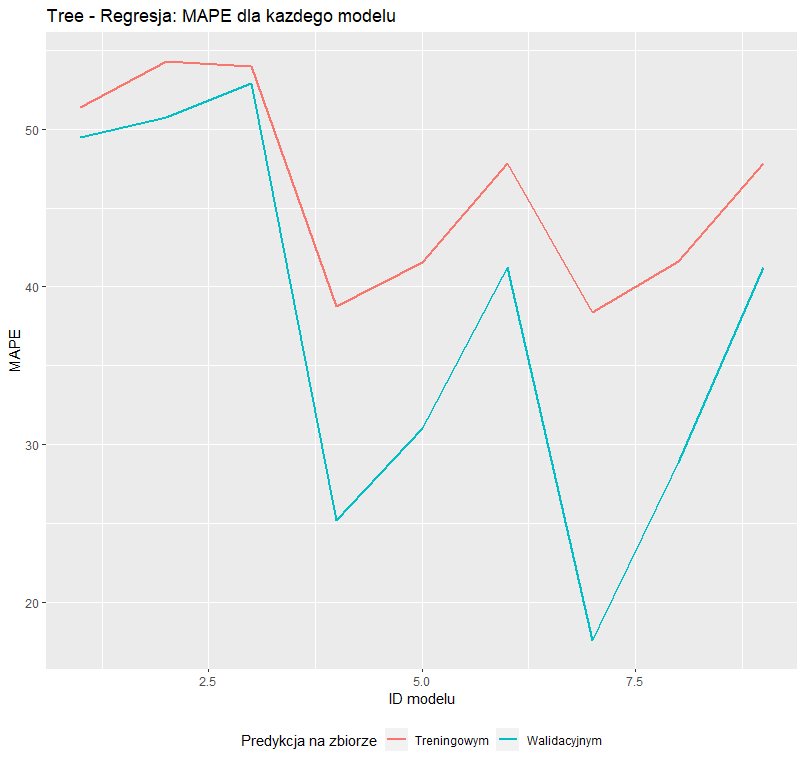 Tree - Regresja: MAPE dla kazdego modelu
MAPE
50
40
30
20
2.5 5.0 7.5
ID modelu
Predykcja na zbiorze Treningowym Walidacyjnym